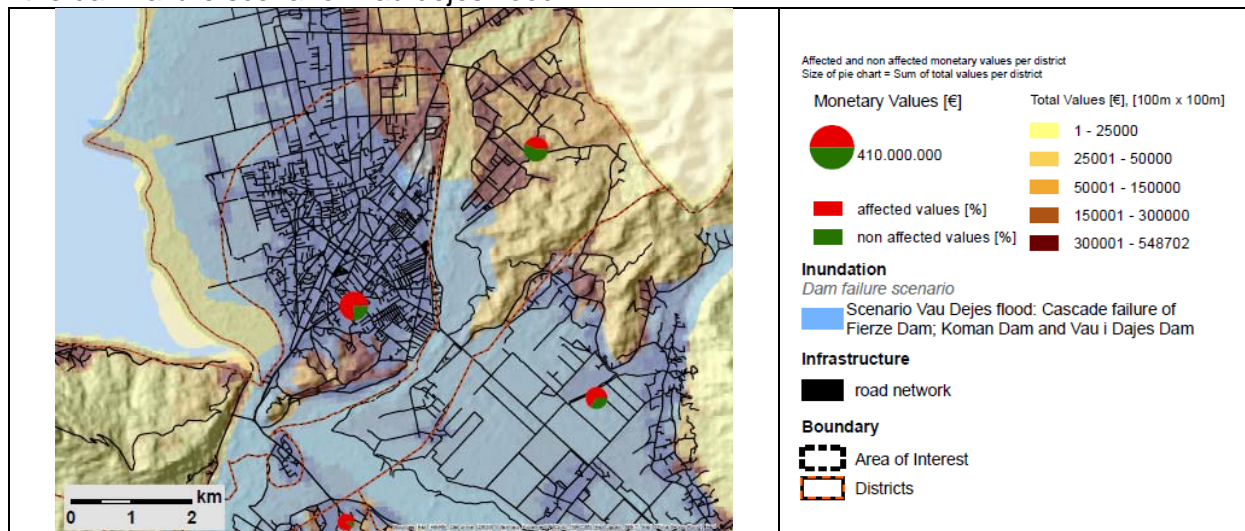 Affected and non affected monetary values per district
Size of pie chart = Sum of total values per district
Monetary Values [€]
410.000.000
affected values [%]
non affected values [%]
Total Values [€], [100m x 100m]
1 - 25000
25001 - 50000
50001 - 150000
150001 - 300000
300001 - 548702
Inundation
Dam failure scenario
Scenario Vau Dejes flood: Cascade failure of
Fierze Dam; Koman Dam and Vau i Dajes Dam
Infrastructure
road network
Boundary
Area of Interest
Districts
km
0 1 2